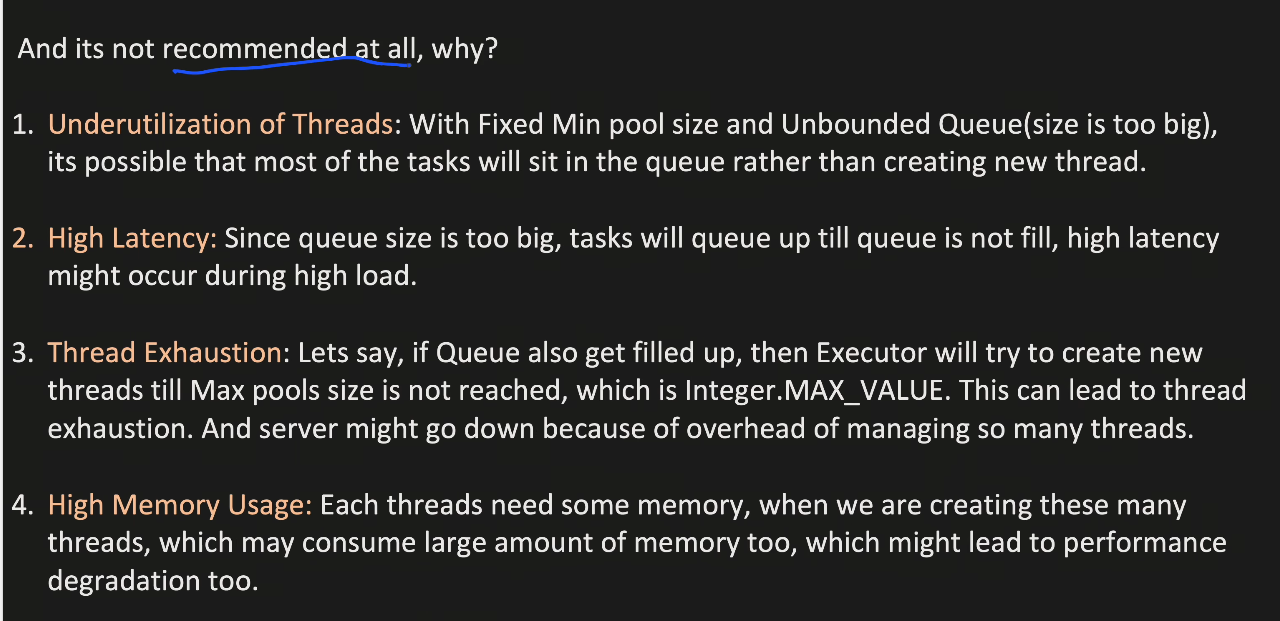 And its not recommended at all, why?
1. Underutilization of Threads: With Fixed Min pool size and Unbounded Queue(size is too big),
its possible that most of the tasks will sit in the queue rather than creating new thread.
2. High Latency: Since queue size is too big, tasks will queue up till queue is not fill, high latency
might occur during high load.
3. Thread Exhaustion: Lets say, if Queue also get filled up, then Executor will try to create new
threads till Max pools size is not reached, which is Integer.MAX_VALUE. This can lead to thread
exhaustion. And server might go down because of overhead of managing so many threads.
4. High Memory Usage: Each threads need some memory, when we are creating these many
threads, which may consume large amount of memory too, which might lead to performance
degradation too.